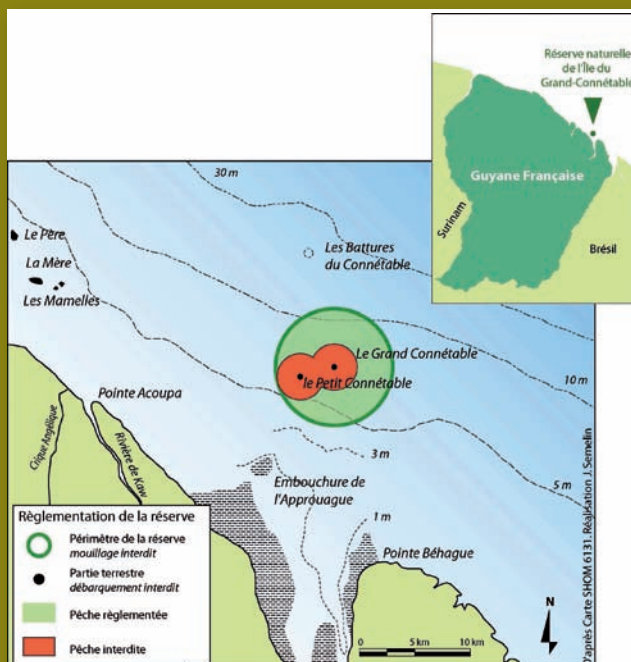 Réserve naturelle
de l'Île du
Grand-Connétable
Guyane Française
Surinam
Brésil
30 m
Le Père
La Mère
Les Mamelles
Les Battures
du Connétable
Le Grand Connétable
le Petit Connétable
10 m
Pointe Acoupa
Crique Angélique
Rivière de Kaw
3 m
5 m
Embouchure de
l'Approuague
1 m
Pointe Béhague
Règlementation de la réserve
Périmètre de la réserve
mouillage interdit
Partie terrestre
débarquement interdit
Pêche règlementée
Pêche interdite
N
0 5 km 10 km
D'après Carte SHOM 6131. Réalisation J. Semelin